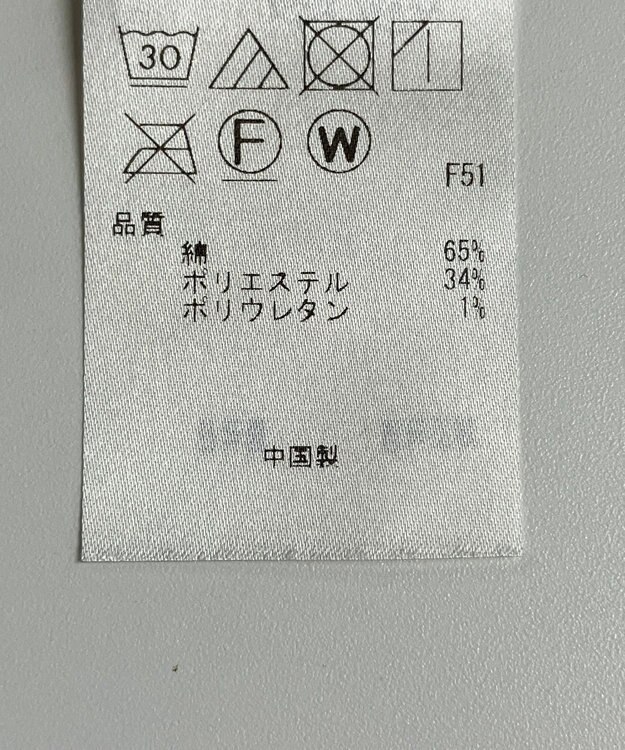 30
F W
F51
品質
綿 65%
ポリエステル 34%
ポリウレタン 1%
中国製